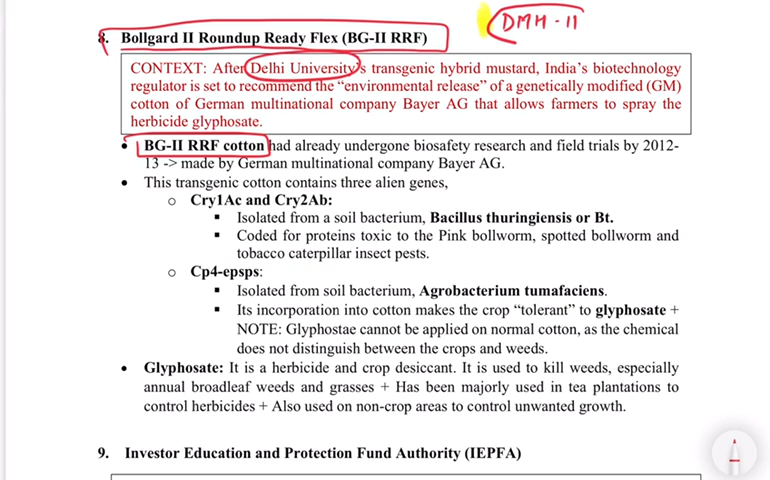 DMH-11
8. Bollgard II Roundup Ready Flex (BG-II RRF)
CONTEXT: After Delhi University's transgenic hybrid mustard, India's biotechnology
regulator is set to recommend the "environmental release" of a genetically modified (GM)
cotton of German multinational company Bayer AG that allows farmers to spray the
herbicide glyphosate.
• BG-II RRF cotton had already undergone biosafety research and field trials by 2012-
13 -> made by German multinational company Bayer AG.
• This transgenic cotton contains three alien genes,
o Cry1Ac and Cry2Ab:
▪ Isolated from a soil bacterium, Bacillus thuringiensis or Bt.
▪ Coded for proteins toxic to the Pink bollworm, spotted bollworm and
tobacco caterpillar insect pests.
o Cp4-epsps:
▪ Isolated from soil bacterium, Agrobacterium tumafaciens.
▪ Its incorporation into cotton makes the crop "tolerant" to glyphosate +
NOTE: Glyphostae cannot be applied on normal cotton, as the chemical
does not distinguish between the crops and weeds.
• Glyphosate: It is a herbicide and crop desiccant. It is used to kill weeds, especially
annual broadleaf weeds and grasses + Has been majorly used in tea plantations to
control herbicides + Also used on non-crop areas to control unwanted growth.
9. Investor Education and Protection Fund Authority (IEPFA)